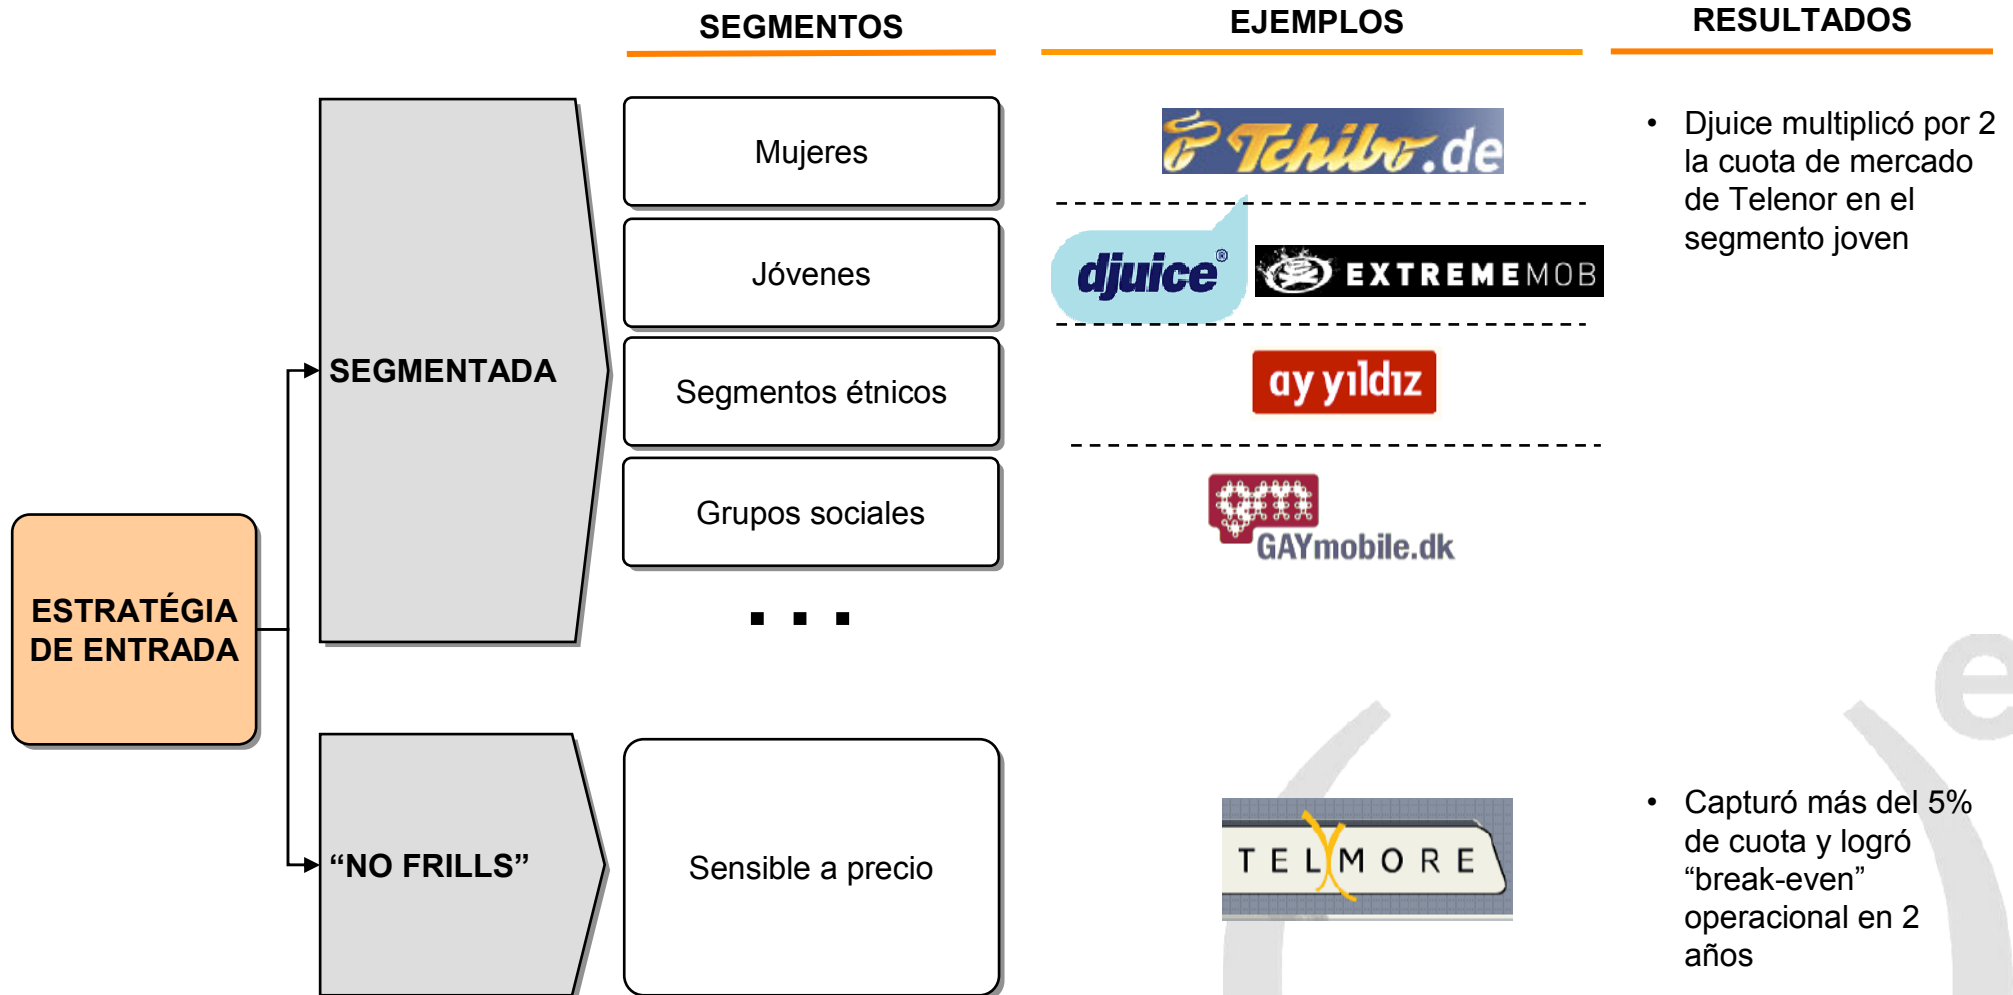 SEGMENTOS
EJEMPLOS
RESULTADOS
ESTRATÉGIA
DE ENTRADA
SEGMENTADA
Mujeres
Tchibo.de
• Djuice multiplicó por 2
la cuota de mercado
de Telenor en el
segmento joven
Jóvenes
djuice®
EXTREMEMOB
Segmentos étnicos
ay yıldız
Grupos sociales
gm
GAYmobile.dk
...
“NO FRILLS”
Sensible a precio
TELMORE
• Capturó más del 5%
de cuota y logró
“break-even”
operacional en 2
años
e